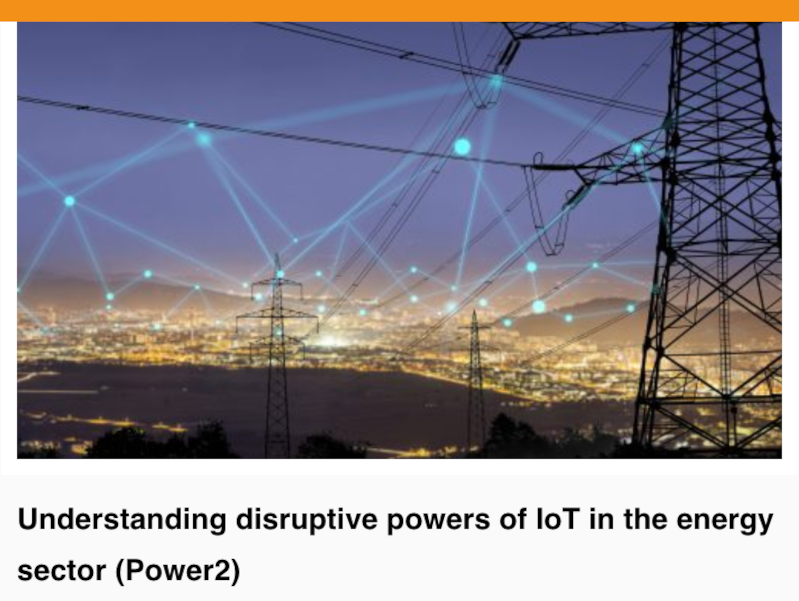 Understanding disruptive powers of IoT in the energy
sector (Power2)